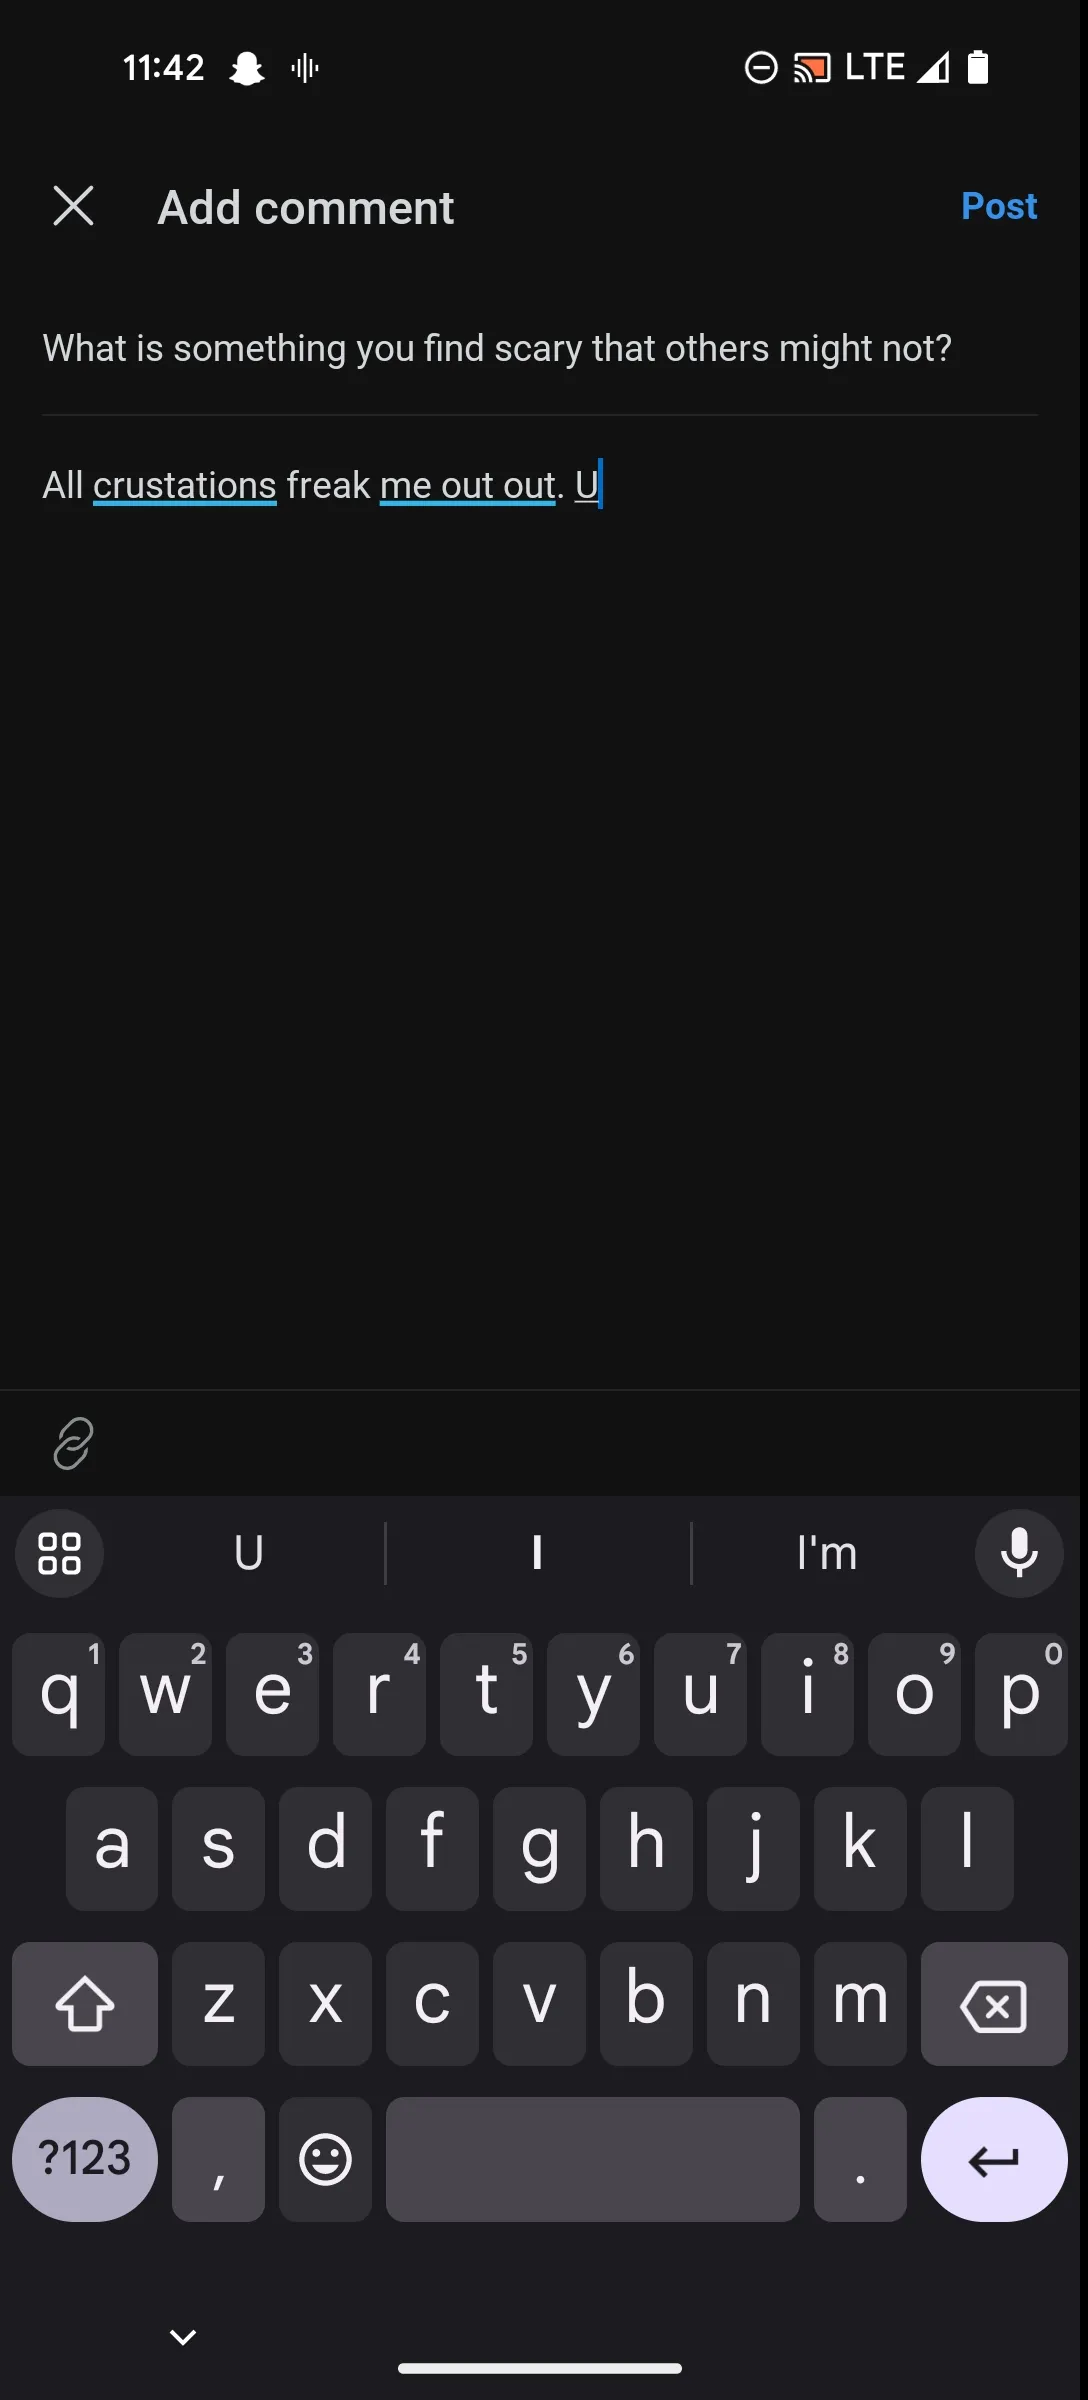 11:42 LTE
Add comment Post
What is something you find scary that others might not?
All crustations freak me out out. U
U I I'm
1 2 3 4 5 6 7 8 9 0
q w e r t y u i o p
a s d f g h j k l
z x c v b n m
?123 , .